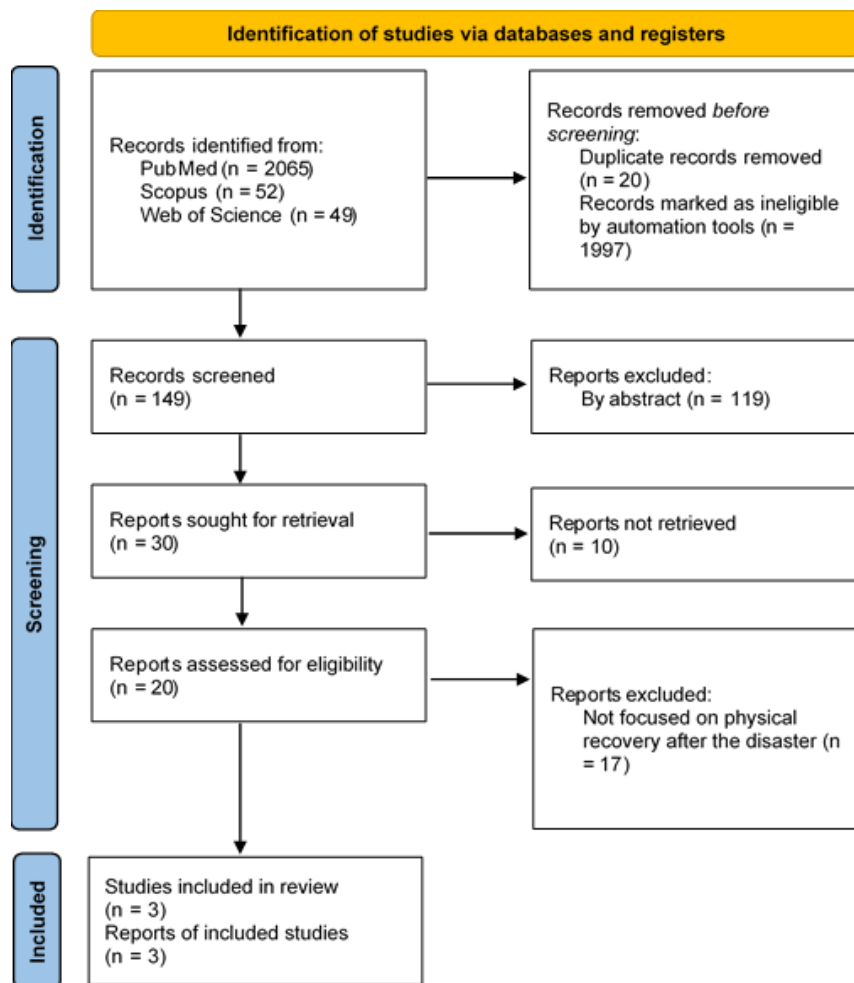 Identification of studies via databases and registers
Identification
Records identified from:
PubMed (n = 2065)
Scopus (n = 52)
Web of Science (n = 49)
Records removed before
screening:
Duplicate records removed
(n = 20)
Records marked as ineligible
by automation tools (n =
1997)
Screening
Records screened
(n = 149)
Reports excluded:
By abstract (n = 119)
Reports sought for retrieval
(n = 30)
Reports not retrieved
(n = 10)
Reports assessed for eligibility
(n = 20)
Reports excluded:
Not focused on physical
recovery after the disaster (n
= 17)
Included
Studies included in review
(n = 3)
Reports of included studies
(n = 3)